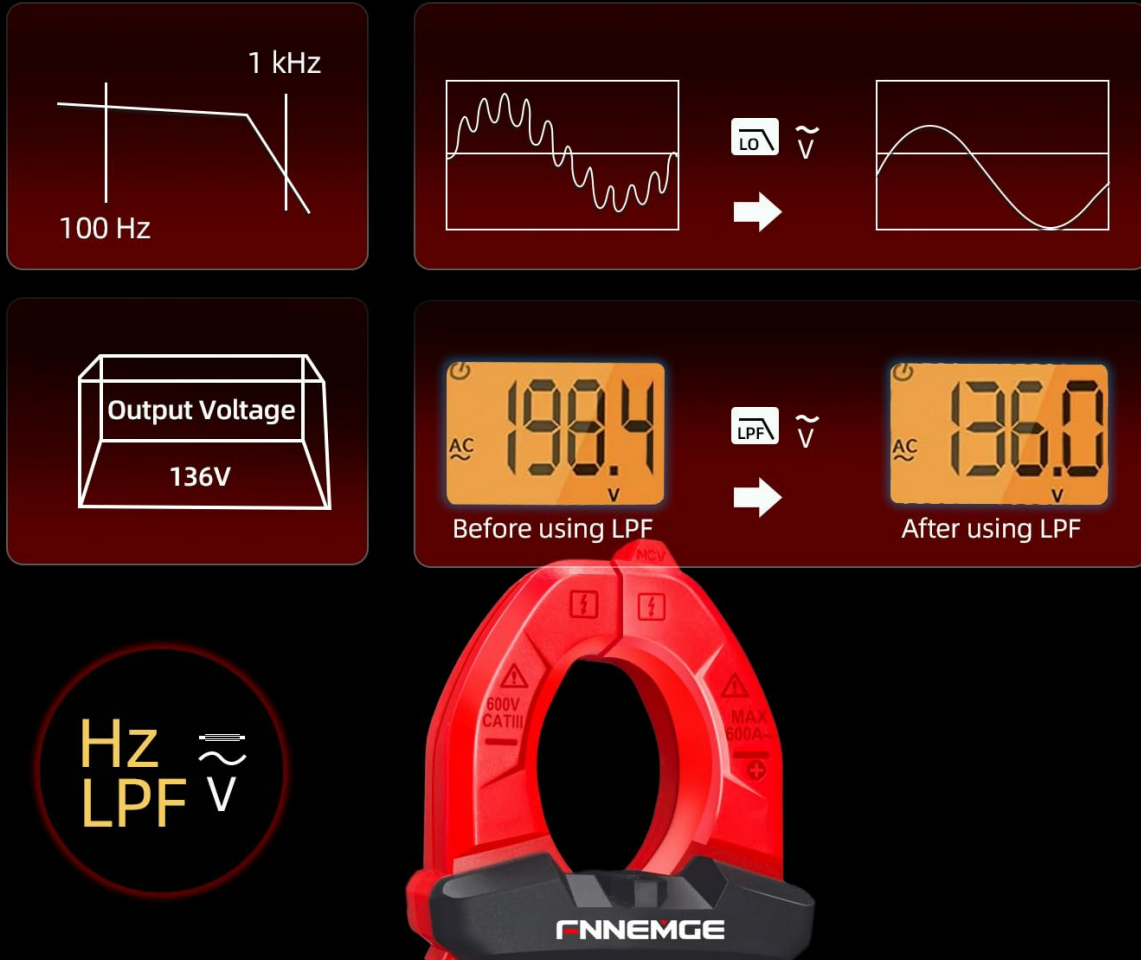 1 kHz
100 Hz
LO
V
Output Voltage
136V
AC
198.4
V
Before using LPF
LPF
V
AC
136.0
V
After using LPF
NCV
600V
CATIII
MAX
600A~
Hz
LPF
V
FNNEMGE